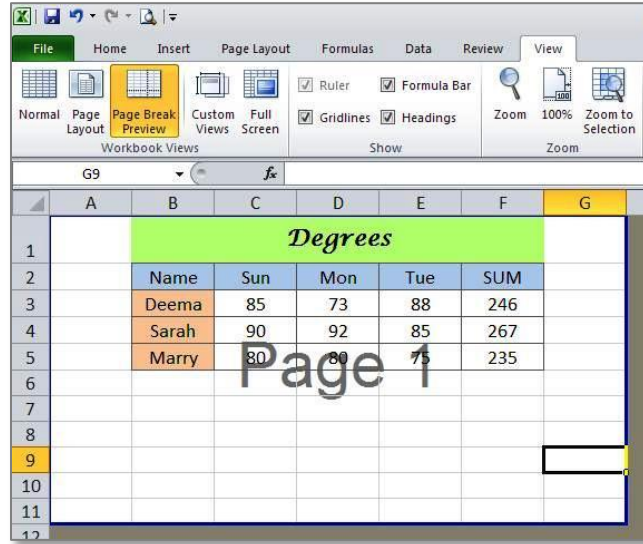 File Home Insert Page Layout Formulas Data Review View
Normal Page Layout Page Break Preview Custom Views Full Screen
Workbook Views
Ruler Formula Bar
Gridlines Headings
Show
Zoom 100% Zoom to Selection
Zoom
G9 fx
A B C D E F G
1 Degrees
2 Name Sun Mon Tue SUM
3 Deema 85 73 88 246
4 Sarah 90 92 85 267
5 Marry 80 80 75 235
Page 1
6
7
8
9
10
11
12